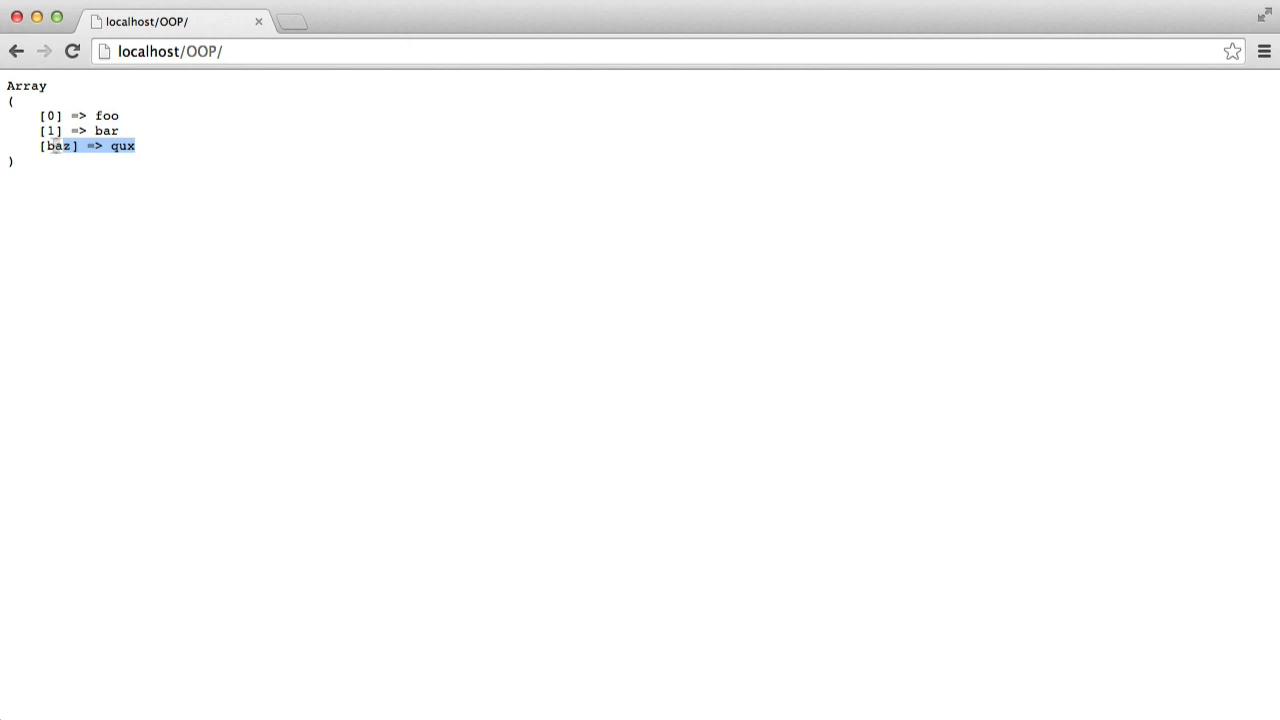 localhost/OOP/
localhost/OOP/
Array
(
    [0] => foo
    [1] => bar
    [baz] => qux
)